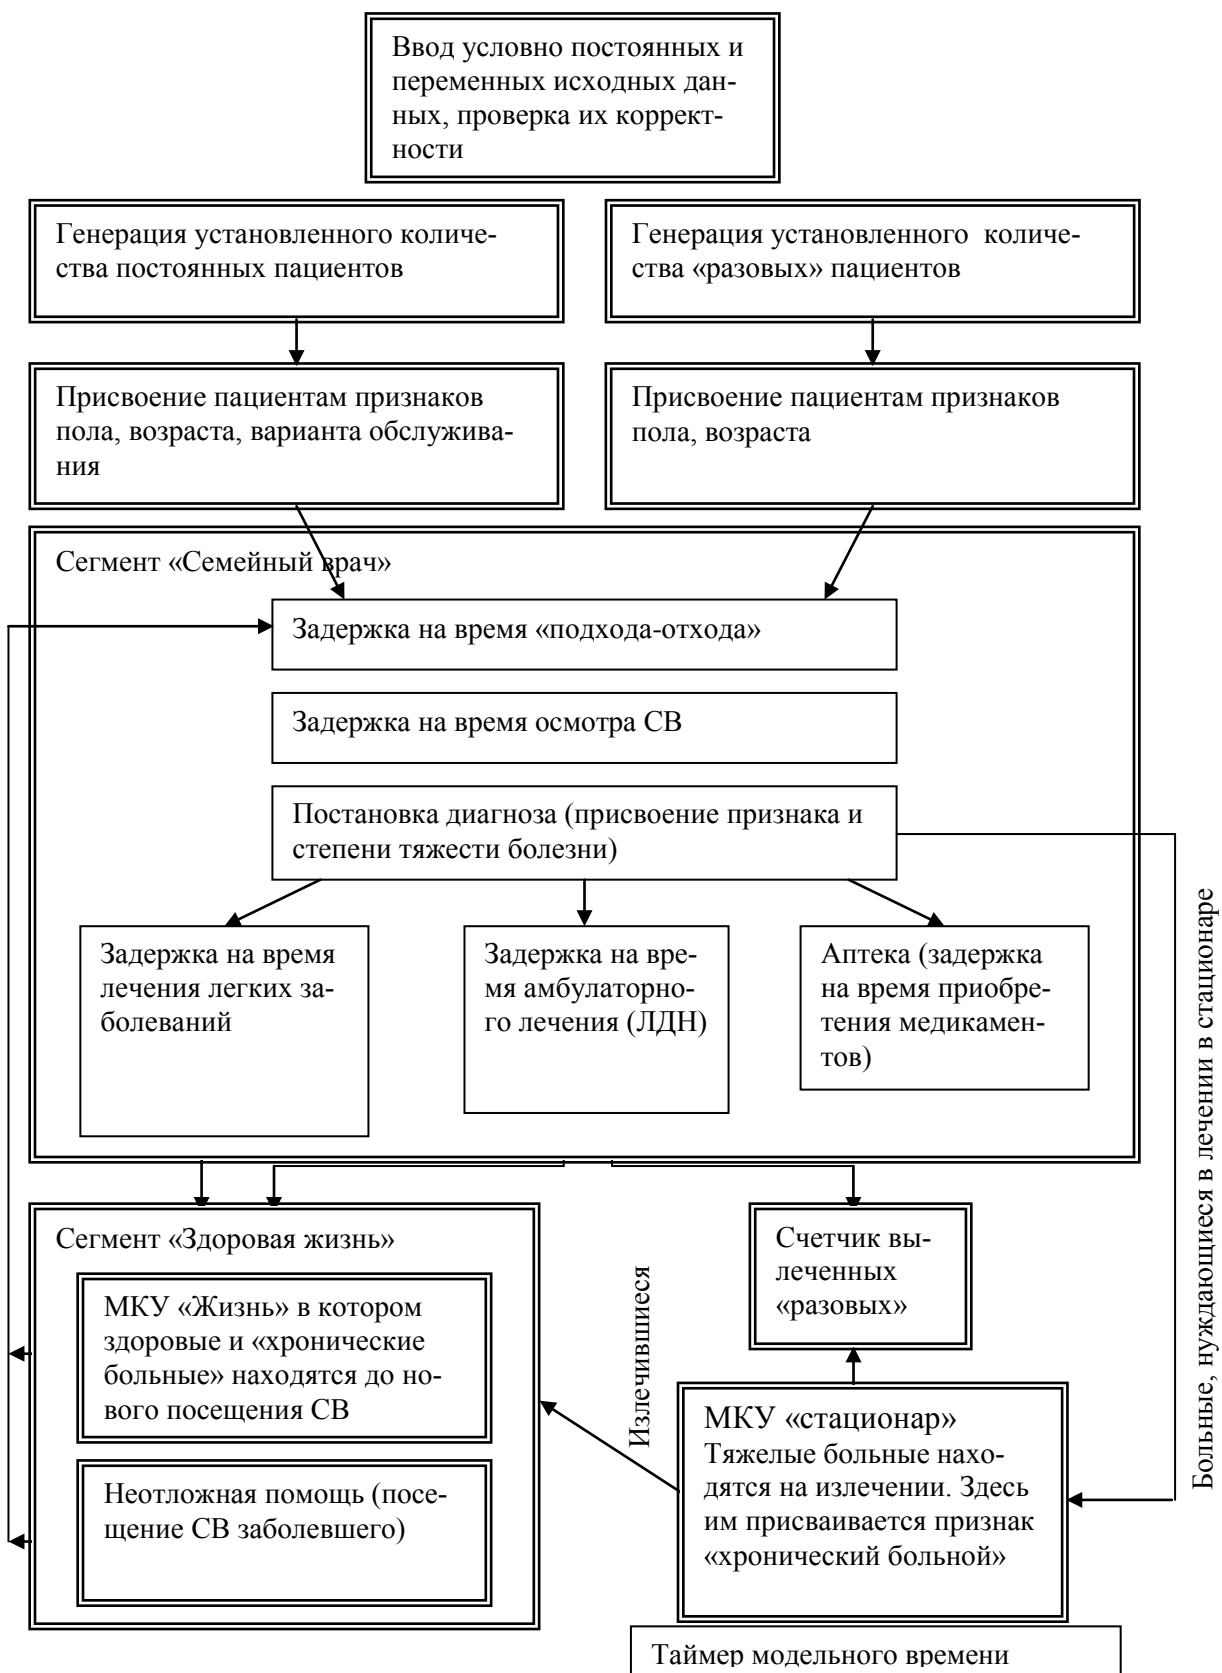 Ввод условно постоянных и
переменных исходных дан-
ных, проверка их коррект-
ности
Генерация установленного количе-
ства постоянных пациентов
Генерация установленного количе-
ства «разовых» пациентов
Присвоение пациентам признаков
пола, возраста, варианта обслужива-
ния
Присвоение пациентам признаков
пола, возраста
Сегмент «Семейный врач»
Задержка на время «подхода-отхода»
Задержка на время осмотра СВ
Постановка диагноза (присвоение признака и
степени тяжести болезни)
Задержка на время
лечения легких за-
болеваний
Задержка на вре-
мя амбулаторно-
го лечения (ЛДН)
Аптека (задержка
на время приобре-
тения медикамен-
тов)
Больные, нуждающиеся в лечении в стационаре
Сегмент «Здоровая жизнь»
МКУ «Жизнь» в котором
здоровые и «хронические
больные» находятся до но-
вого посещения СВ
Неотложная помощь (посе-
щение СВ заболевшего)
Излечившиеся
Счетчик вы-
леченных
«разовых»
МКУ «стационар»
Тяжелые больные нахо-
дятся на излечении. Здесь
им присваивается признак
«хронический больной»
Таймер модельного времени